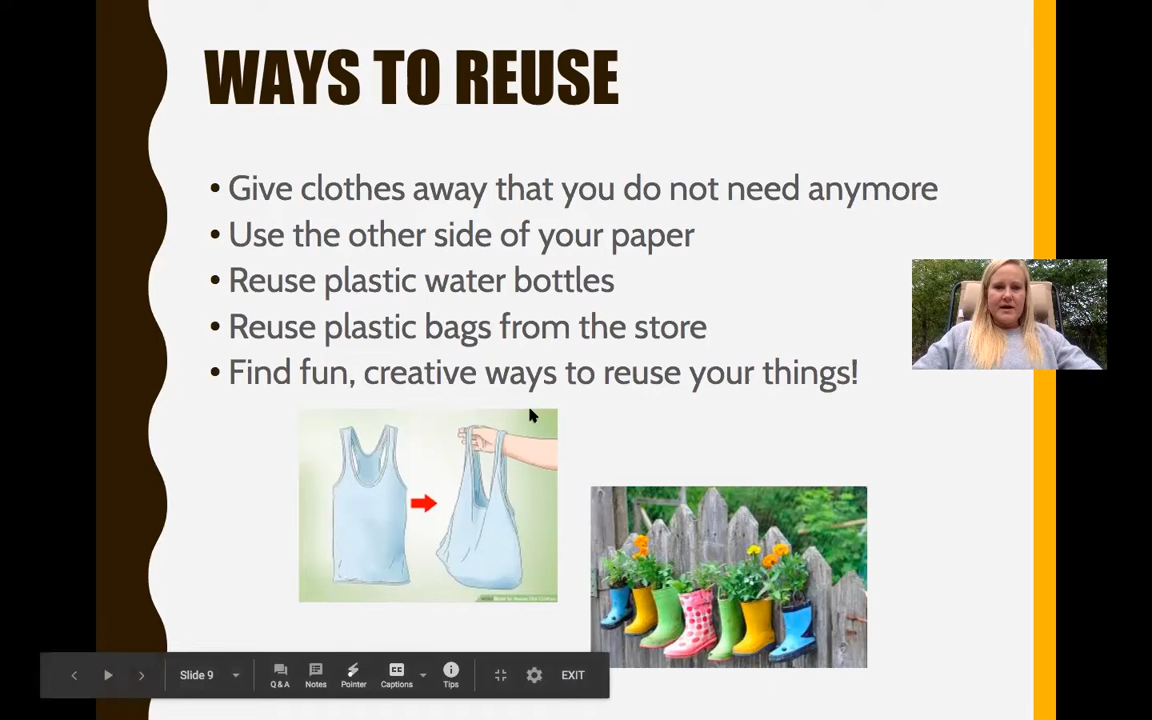 WAYS TO REUSE
• Give clothes away that you do not need anymore
• Use the other side of your paper
• Reuse plastic water bottles
• Reuse plastic bags from the store
• Find fun, creative ways to reuse your things!
Slide 9
Q & A
Notes
Pointer
Captions
Tips
EXIT